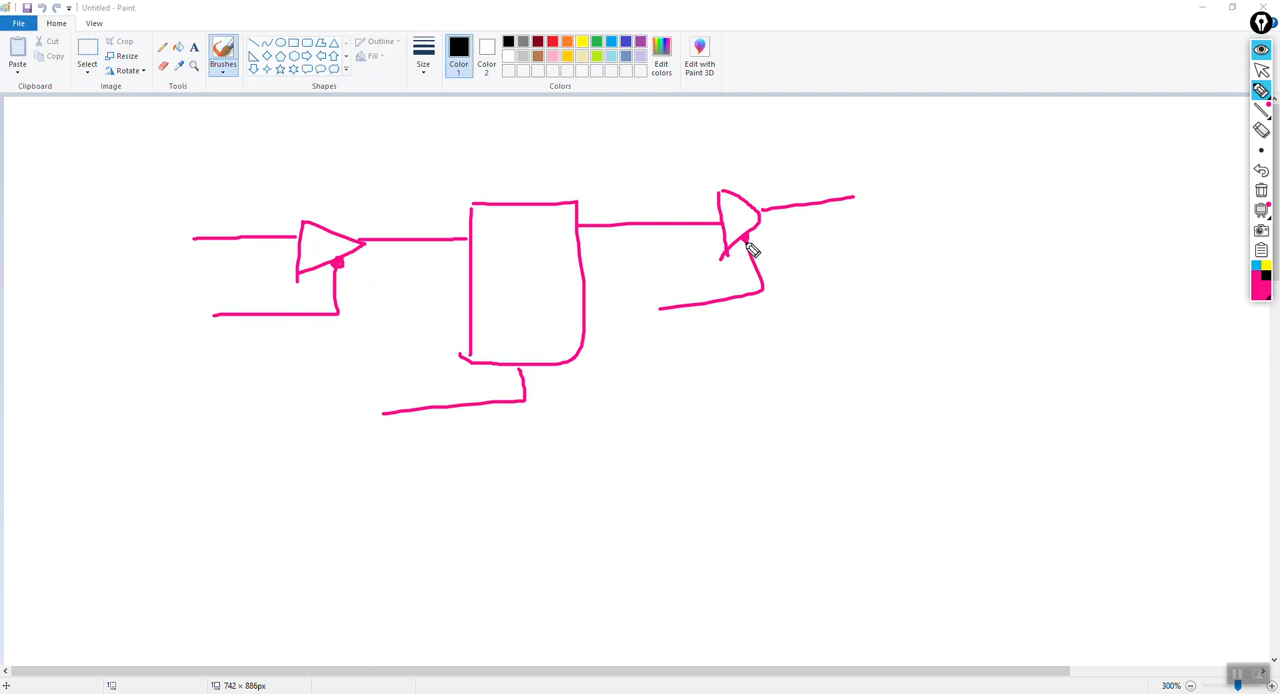 Untitled - Paint
File Home View
Paste
Cut
Copy
Clipboard
Select
Crop
Resize
Rotate
Image
A
Tools
Brushes
Outline
Fill
Shapes
Size
Color 1
Color 2
Edit colors
Colors
Edit with Paint 3D
742 × 886px
300%